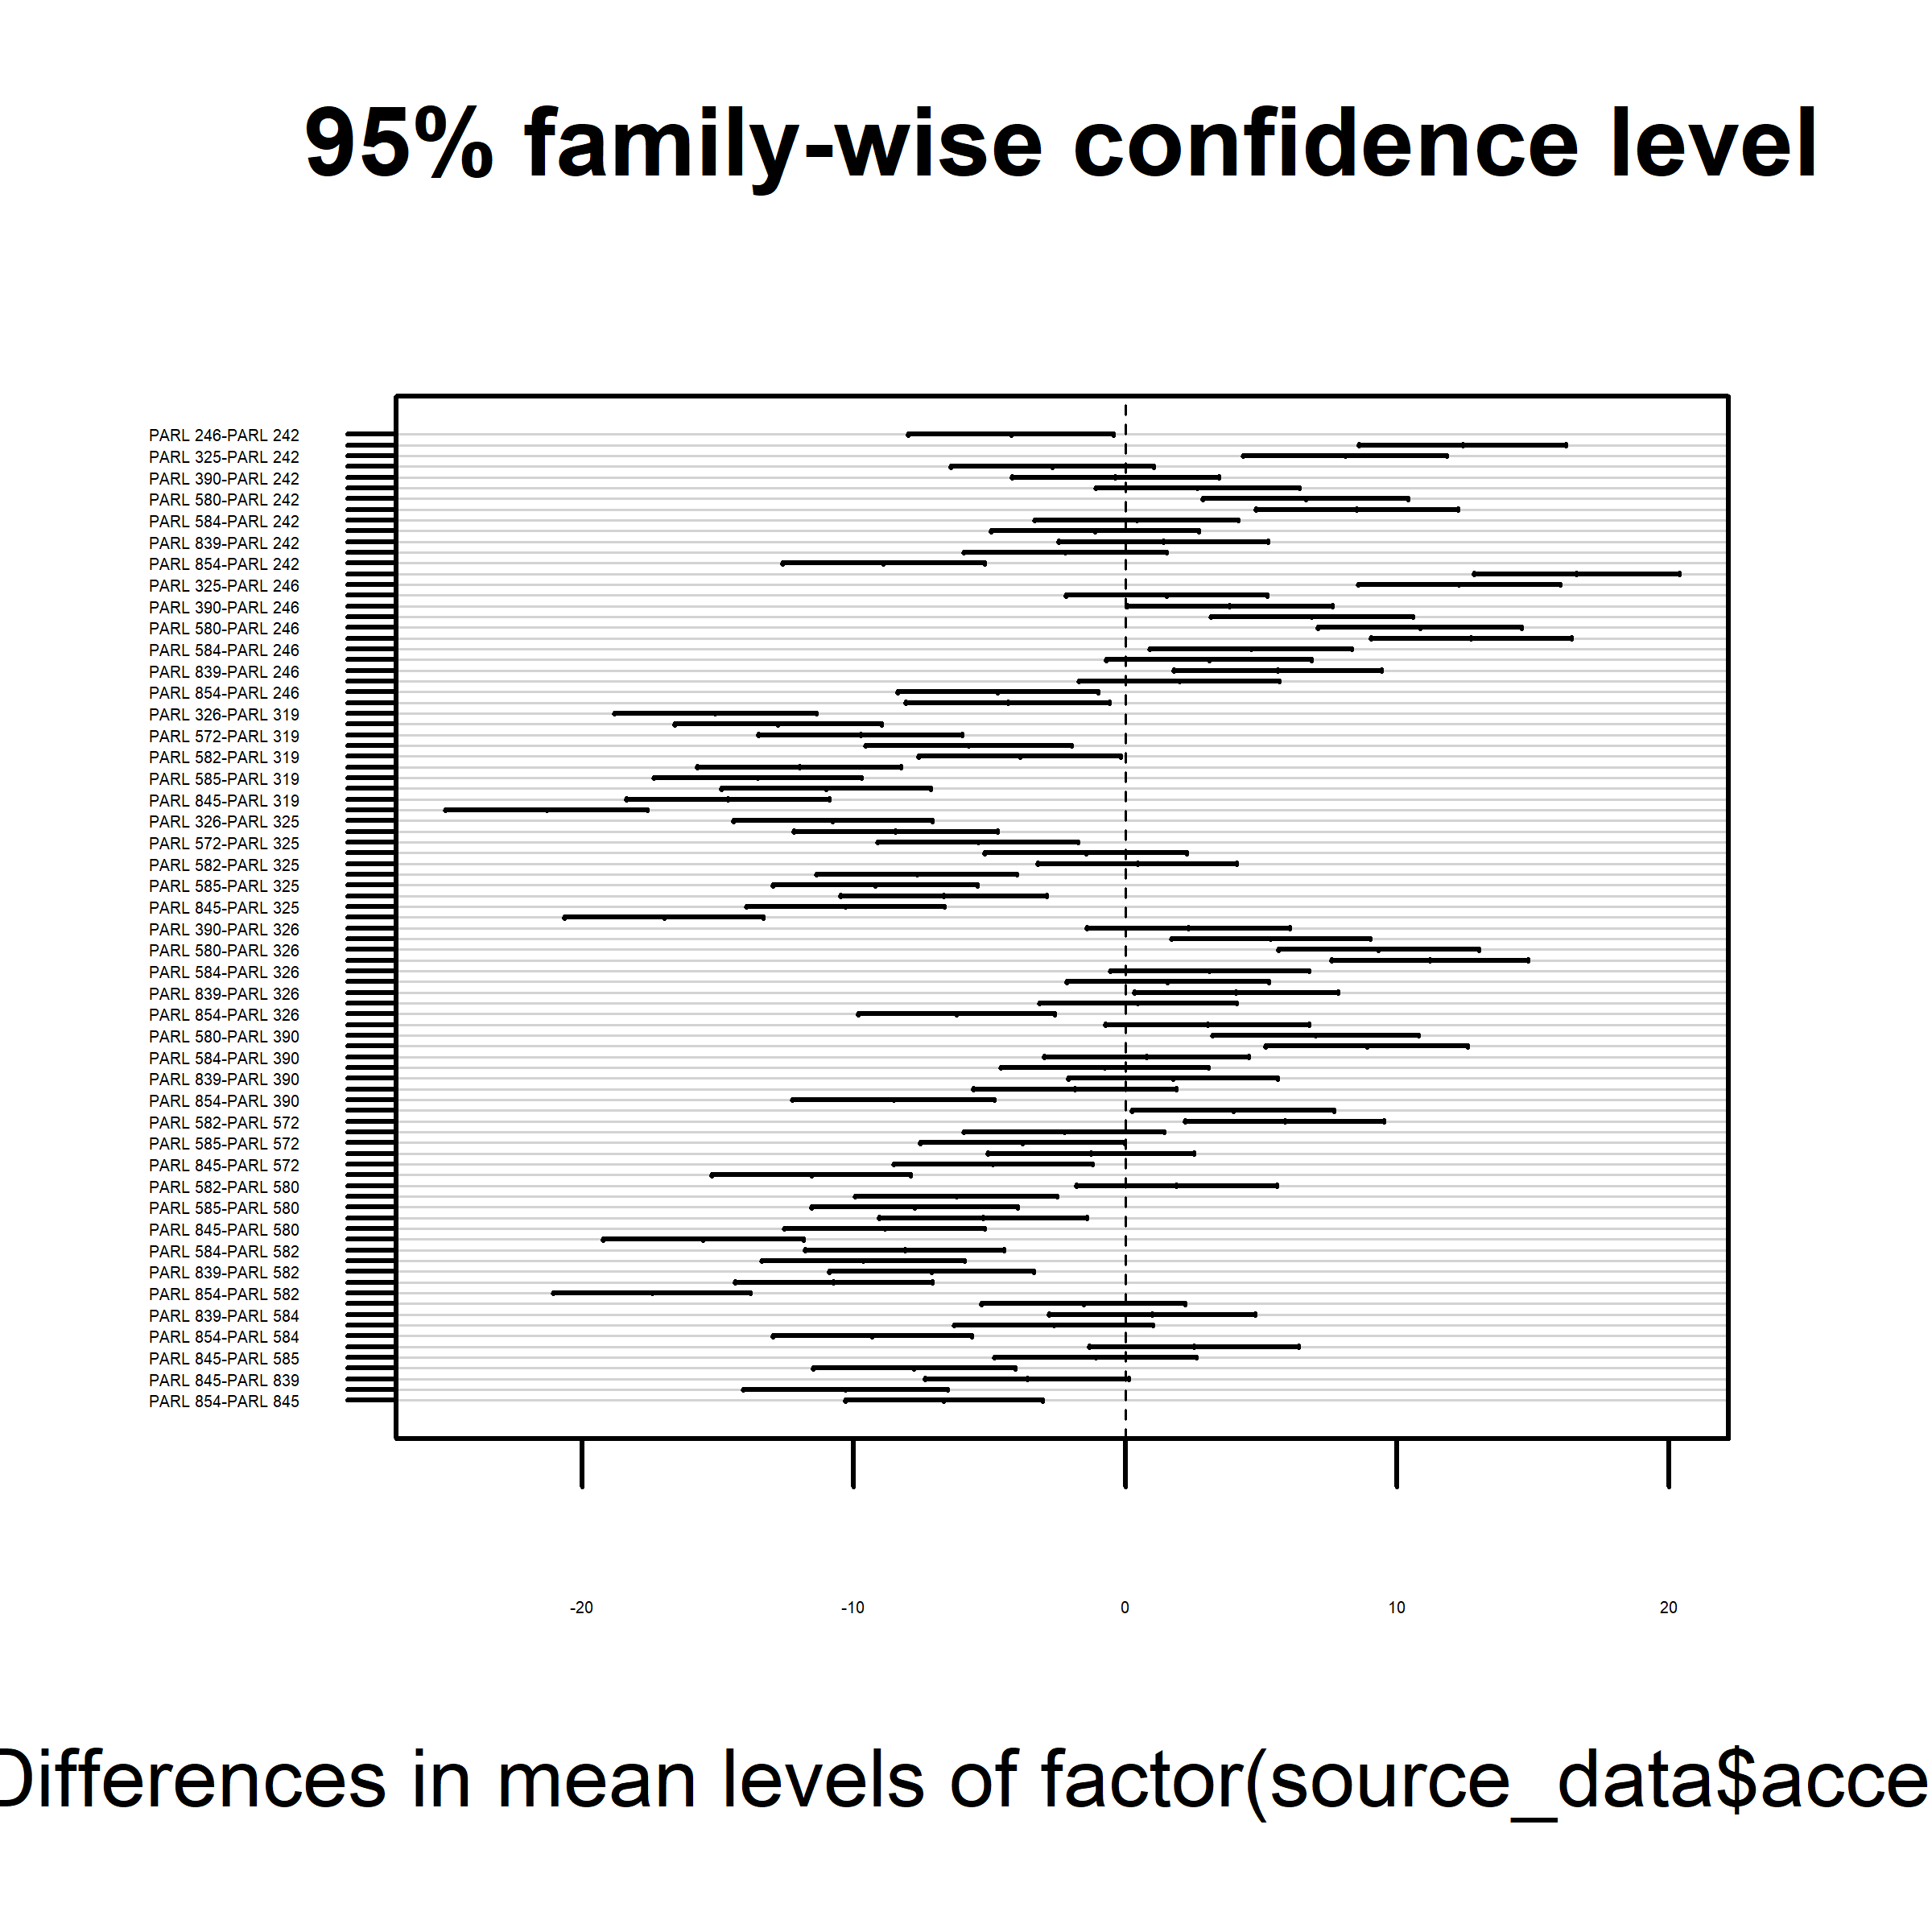 95% family-wise confidence level
PARL 246-PARL 242
PARL 325-PARL 242
PARL 390-PARL 242
PARL 580-PARL 242
PARL 584-PARL 242
PARL 839-PARL 242
PARL 854-PARL 242
PARL 325-PARL 246
PARL 390-PARL 246
PARL 580-PARL 246
PARL 584-PARL 246
PARL 839-PARL 246
PARL 854-PARL 246
PARL 326-PARL 319
PARL 572-PARL 319
PARL 582-PARL 319
PARL 585-PARL 319
PARL 845-PARL 319
PARL 326-PARL 325
PARL 572-PARL 325
PARL 582-PARL 325
PARL 585-PARL 325
PARL 845-PARL 325
PARL 390-PARL 326
PARL 580-PARL 326
PARL 584-PARL 326
PARL 839-PARL 326
PARL 854-PARL 326
PARL 580-PARL 390
PARL 584-PARL 390
PARL 839-PARL 390
PARL 854-PARL 390
PARL 582-PARL 572
PARL 585-PARL 572
PARL 845-PARL 572
PARL 582-PARL 580
PARL 585-PARL 580
PARL 845-PARL 580
PARL 584-PARL 582
PARL 839-PARL 582
PARL 854-PARL 582
PARL 839-PARL 584
PARL 854-PARL 584
PARL 845-PARL 585
PARL 845-PARL 839
PARL 854-PARL 845
-20 -10 0 10 20
Differences in mean levels of factor(source_data$acce